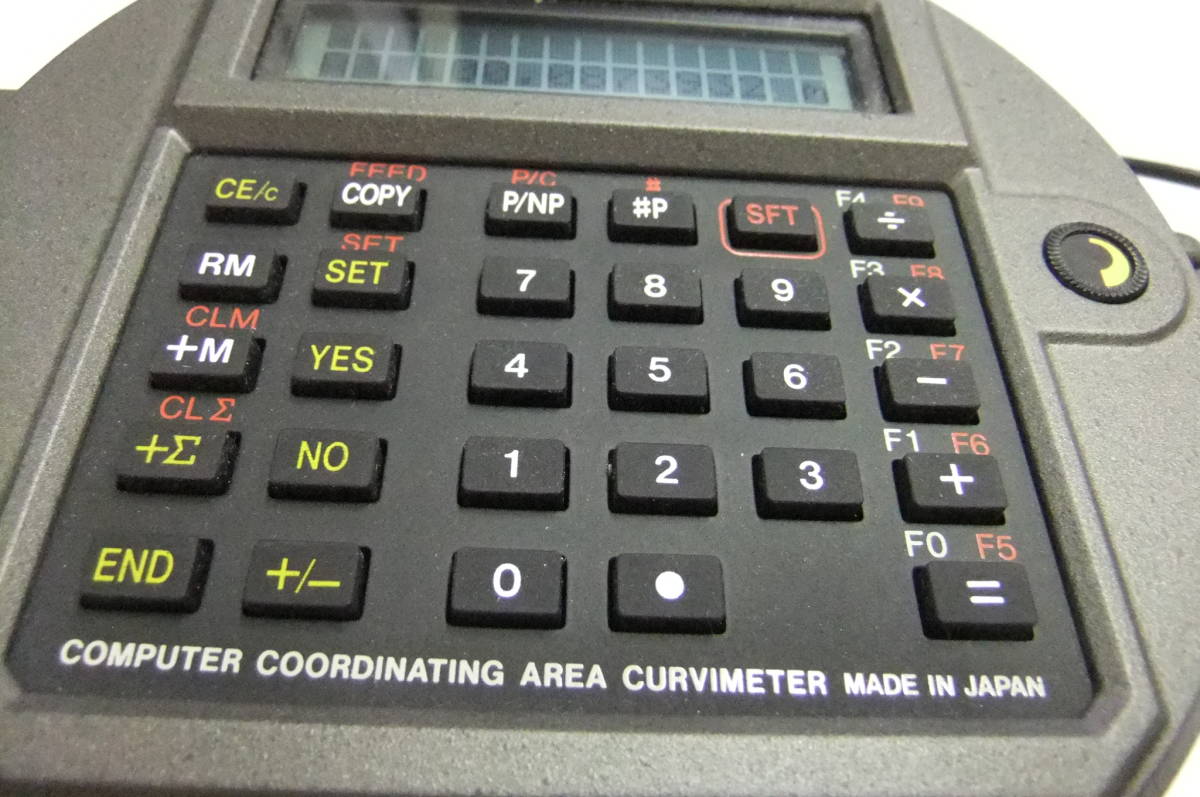 FEED P/C #
CE/C COPY P/NP #P SFT F4 F9 ÷
SET
RM SET 7 8 9 F3 F8 ×
CLM
+M YES 4 5 6 F2 F7 −
CL Σ
+Σ NO 1 2 3 F1 F6 +
F0 F5
END +/− 0 • =
COMPUTER COORDINATING AREA CURVIMETER MADE IN JAPAN